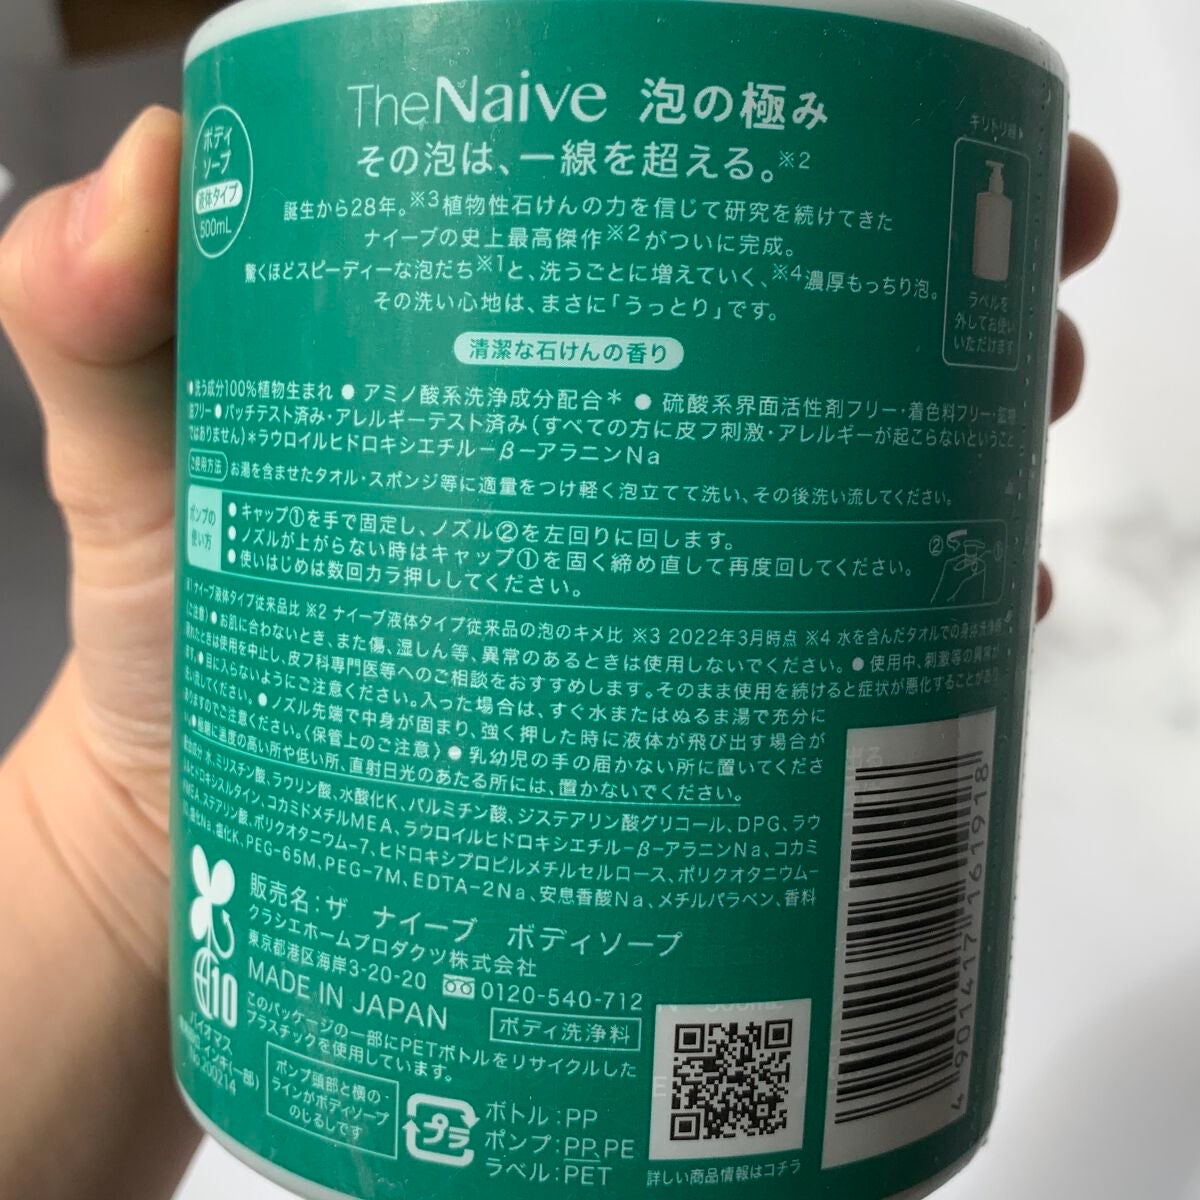 The Naive 泡の極み
その泡は、一線を超える。※2
ボディ
ソープ
液体タイプ
500mL
キリトリ線
誕生から28年。※3植物性石けんの力を信じて研究を続けてきた
ナイーブの史上最高傑作※2がついに完成。
驚くほどスピーディーな泡だち※1と、洗うごとに増えていく、※4濃厚もっちり泡。
その洗い心地は、まさに「うっとり」です。
ラベルを
外してお使い
いただけます
清潔な石けんの香り
●洗う成分100%植物生まれ ● アミノ酸系洗浄成分配合＊ ● 硫酸系界面活性剤フリー・着色料フリー・鉱物
油フリー ●パッチテスト済み・アレルギーテスト済み(すべての方に皮フ刺激・アレルギーが起こらないということ
ではありません)＊ラウロイルヒドロキシエチル－β－アラニンNa
ご使用方法 お湯を含ませたタオル・スポンジ等に適量をつけ軽く泡立てて洗い、その後洗い流してください。
ポンプの
使い方
● キャップ①を手で固定し、ノズル②を左回りに回します。
● ノズルが上がらない時はキャップ①を固く締め直して再度回してください。
● 使いはじめは数回カラ押ししてください。
② ①
ナイーブ液体タイプ従来品比 ※2 ナイーブ液体タイプ従来品の泡のキメ比 ※3 2022年3月時点 ※4 水を含んだタオルでの身体洗浄時
〈ご注意〉● お肌に合わないとき、また傷、湿しん等、異常のあるときは使用しないでください。● 使用中、刺激等の異常が
現れたときは使用を中止し、皮フ科専門医等へのご相談をおすすめします。そのまま使用を続けると症状が悪化することがあり
ます。● 目に入らないようにご注意ください。入った場合は、すぐ水またはぬるま湯で充分に
洗い流してください。● ノズル先端で中身が固まり、強く押した時に液体が飛び出す場合が
ありますのでご注意ください。〈保管上のご注意〉● 乳幼児の手の届かない所に置いてくださ
い。● 極端に温度の高い所や低い所、直射日光のあたる所には、置かないでください。
配合成分:水、ミリスチン酸、ラウリン酸、水酸化K、パルミチン酸、ジステアリン酸グリコール、DPG、ラウ
ラミドヒドロキシスルタイン、コカミドメチルMEA、ラウロイルヒドロキシエチル－β－アラニンNa、コカミ
ドMEA、ステアリン酸、ポリクオタニウム－7、ヒドロキシプロピルメチルセルロース、ポリクオタニウム－
塩化Na、塩化K、PEG－65M、PEG－7M、EDTA－2Na、安息香酸Na、メチルパラベン、香料
販売名：ザ ナイーブ ボディソープ
クラシエホームプロダクツ株式会社
東京都港区海岸3-20-20 0120-540-712
MADE IN JAPAN
ボディ洗浄料
10
バイオマス
インキ(一部)
No.200214
このパッケージの一部にPETボトルをリサイクルした
プラスチックを使用しています。
ポンプ頭部と横の
ラインがボディソープ
のしるしです
プラ
ボトル：PP
ポンプ：PP,PE
ラベル：PET
詳しい商品情報はコチラ
4 901417 161918